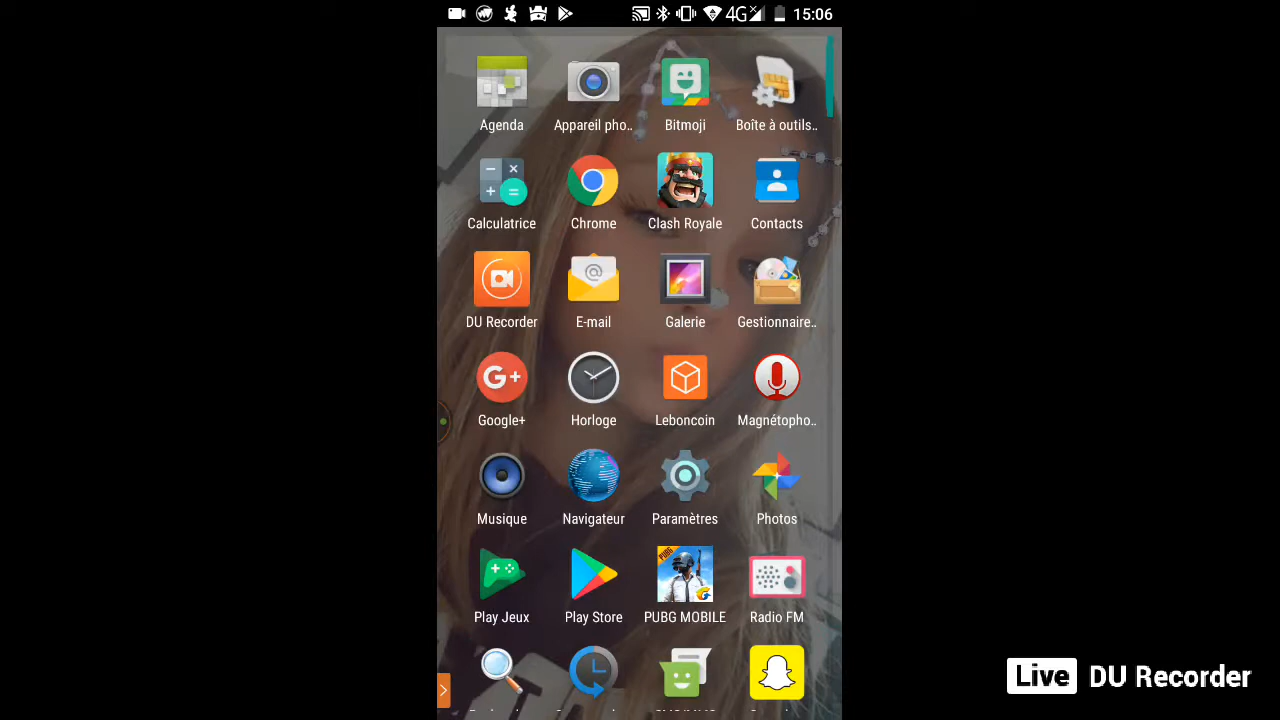 4G 15:06
Agenda Appareil pho.. Bitmoji Boîte à outils..
Calculatrice Chrome Clash Royale Contacts
DU Recorder E-mail Galerie Gestionnaire..
Google+ Horloge Leboncoin Magnétopho..
Musique Navigateur Paramètres Photos
PUBG
Play Jeux Play Store PUBG MOBILE Radio FM
Live DU Recorder